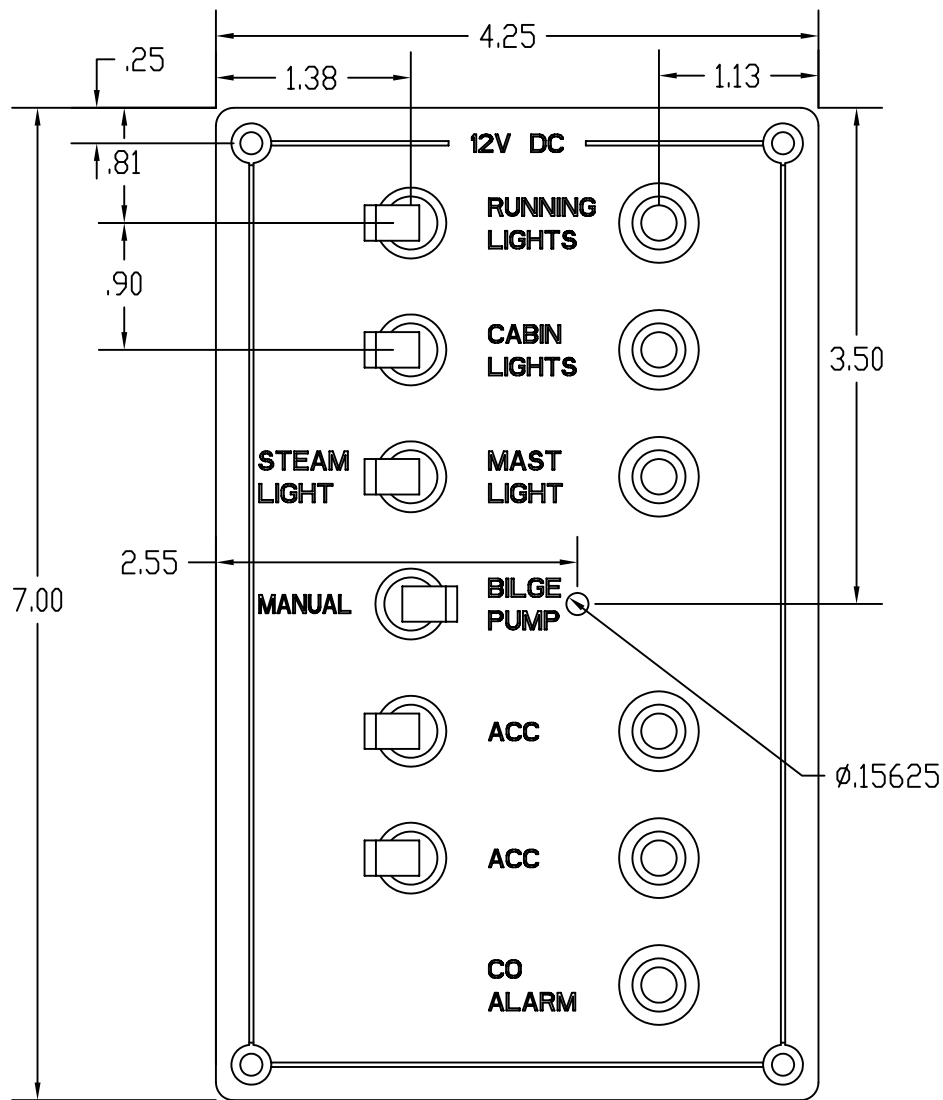 4.25
.25
1.38
1.13
12V DC
.81
RUNNING
LIGHTS
.90
CABIN
LIGHTS
3.50
STEAM
LIGHT
MAST
LIGHT
2.55
7.00
MANUAL
BILGE
PUMP
ACC
Ø.15625
ACC
CO
ALARM